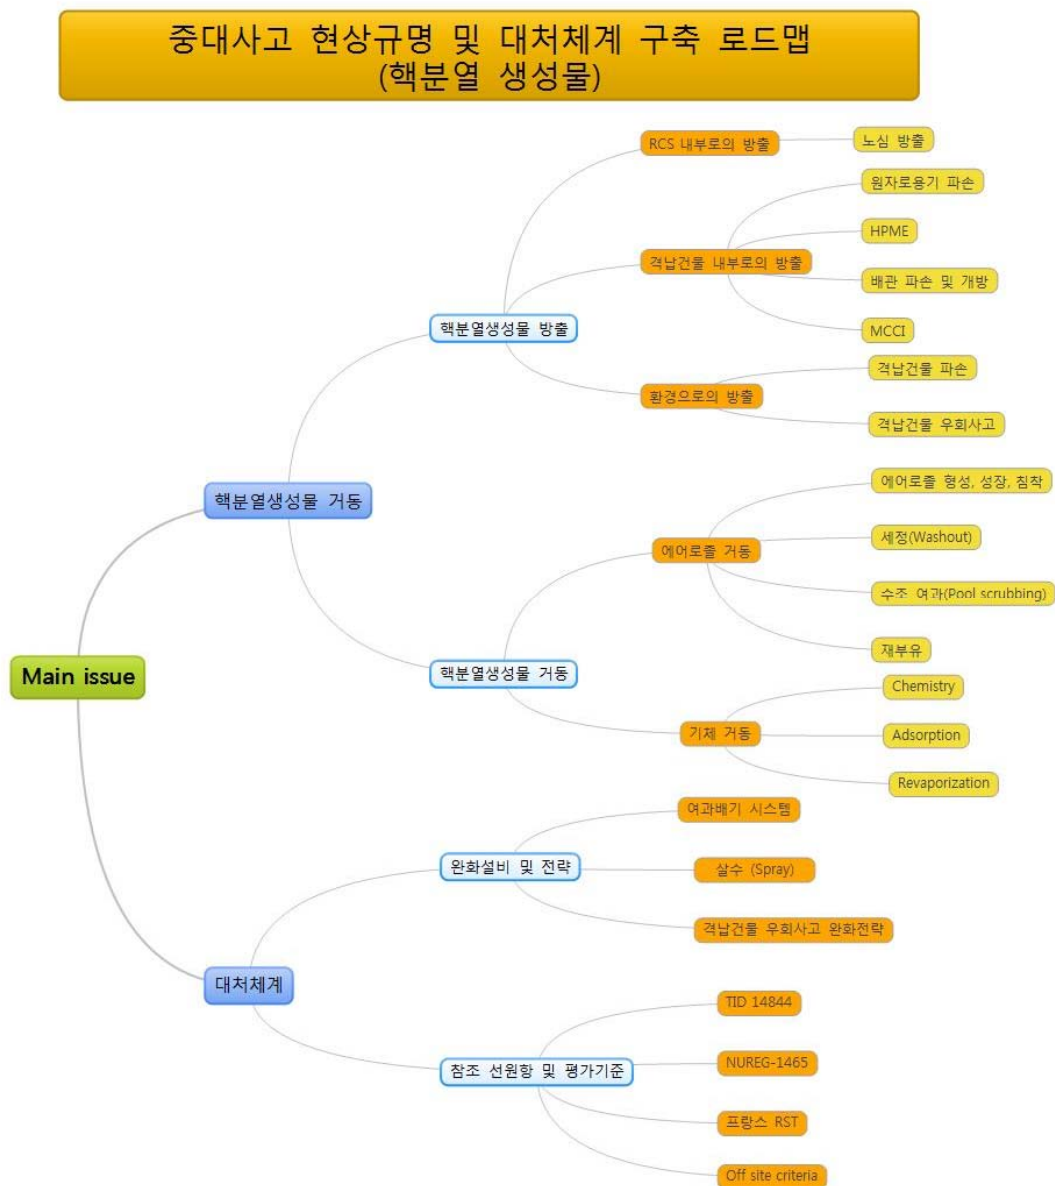 중대사고 현상규명 및 대처체계 구축 로드맵
(핵분열 생성물)
RCS 내부로의 방출
노심 방출
원자로용기 파손
HPME
격납건물 내부로의 방출
배관 파손 및 개방
MCCI
핵분열생성물 방출
격납건물 파손
환경으로의 방출
격납건물 우회사고
핵분열생성물 거동
에어로졸 형성, 성장, 침착
세정(Washout)
에어로졸 거동
수조 여과(Pool scrubbing)
재부유
Main issue
핵분열생성물 거동
Chemistry
기체 거동
Adsorption
Revaporization
여과배기 시스템
완화설비 및 전략
살수 (Spray)
격납건물 우회사고 완화전략
대처체계
TID 14844
NUREG-1465
참조 선원항 및 평가기준
프랑스 RST
Off site criteria